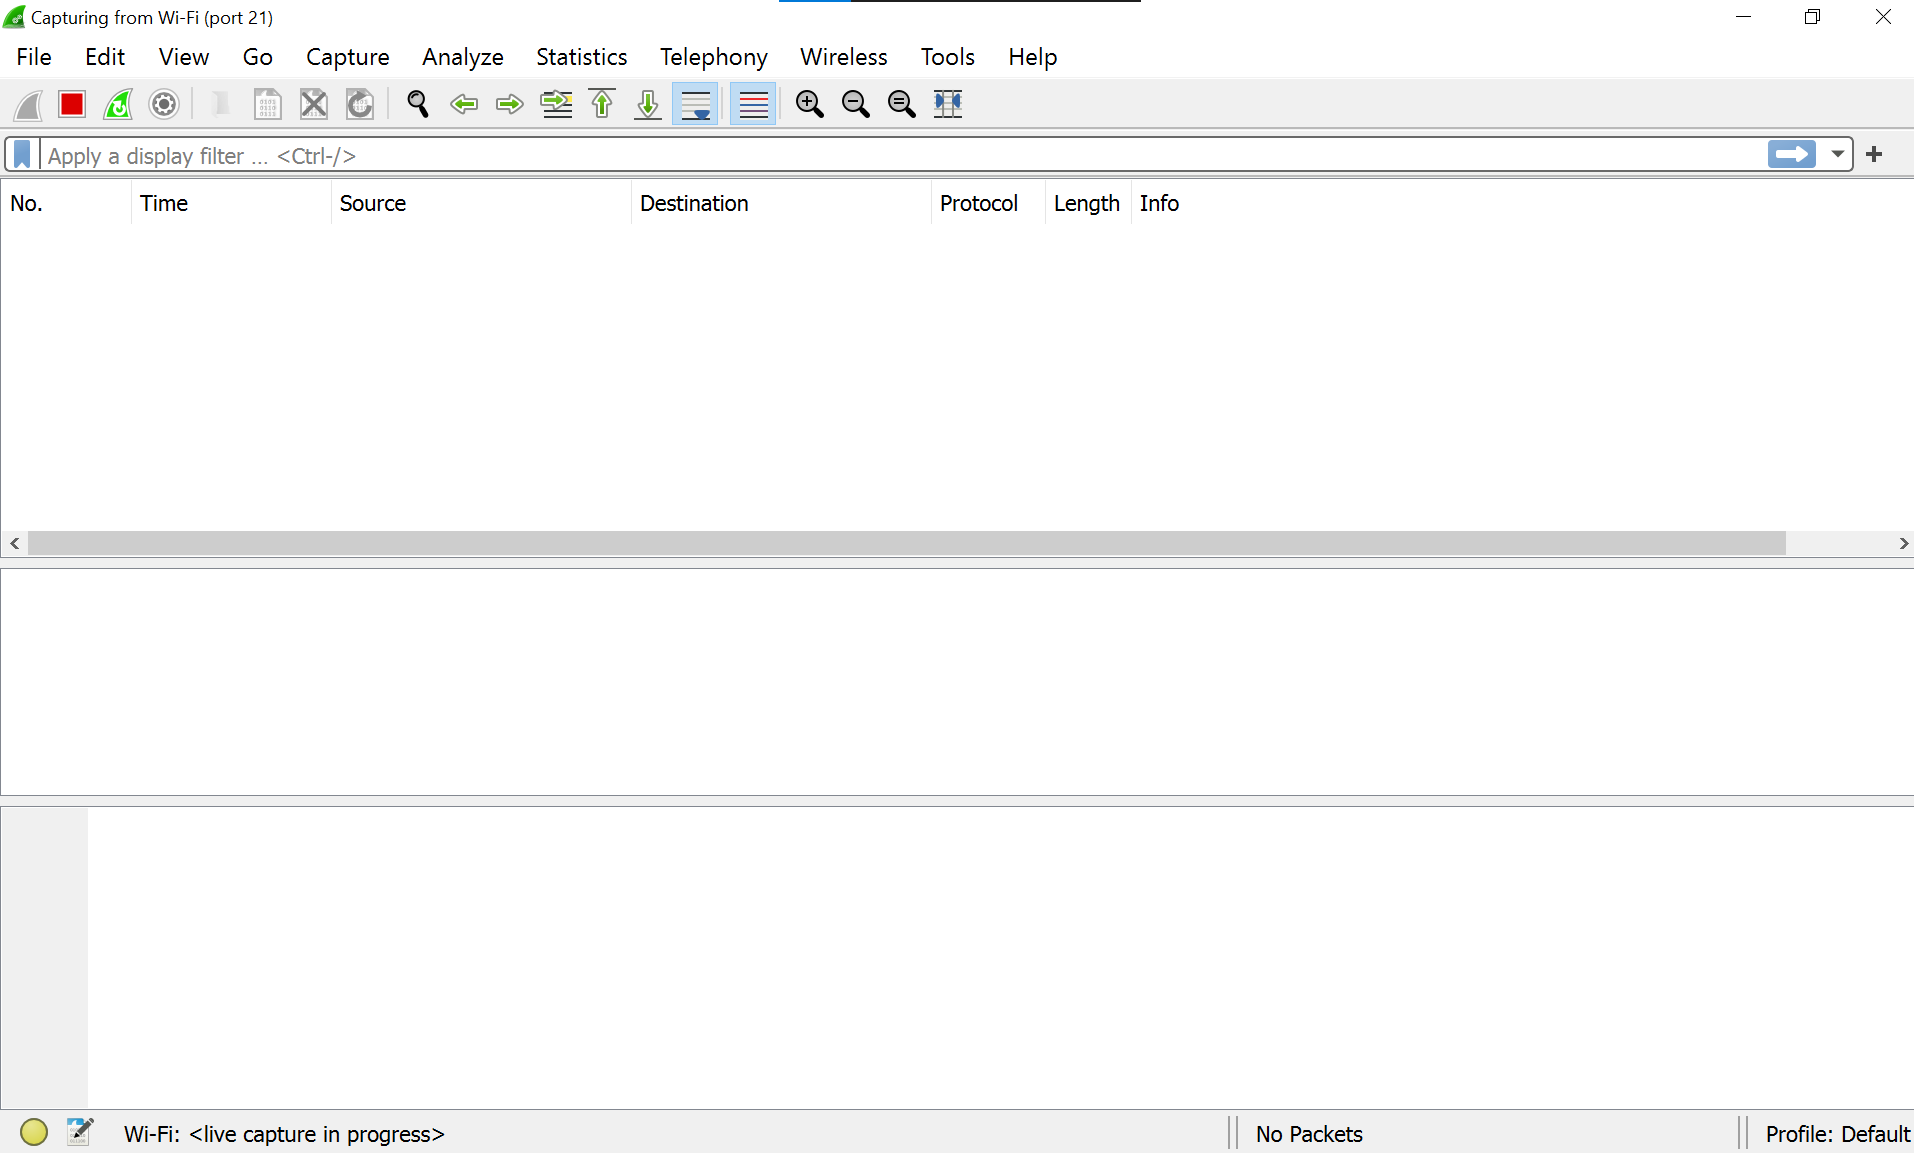 Capturing from Wi-Fi (port 21)
File Edit View Go Capture Analyze Statistics Telephony Wireless Tools Help
Apply a display filter ... <Ctrl-/>
No. Time Source Destination Protocol Length Info
Wi-Fi: <live capture in progress> No Packets Profile: Default